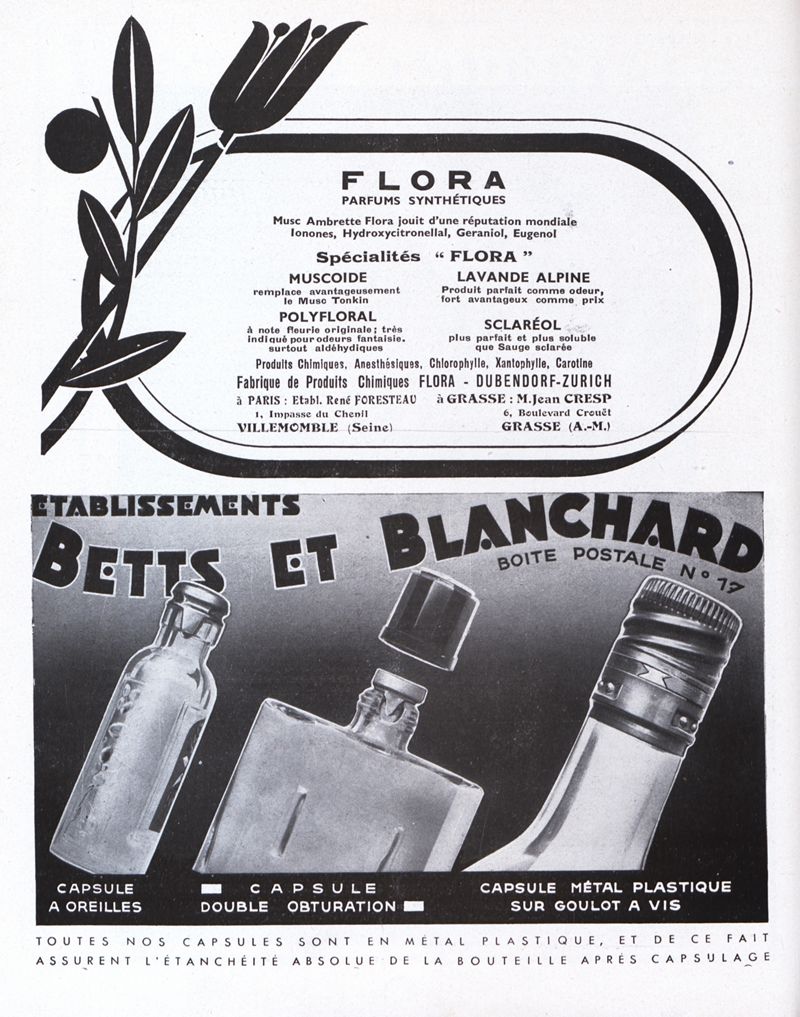 FLORA
PARFUMS SYNTHÉTIQUES
Musc Ambrette Flora jouit d'une réputation mondiale
Ionones, Hydroxycitronellal, Geraniol, Eugenol
Spécialités “ FLORA ”
MUSCOIDE
remplace avantageusement
le Musc Tonkin
LAVANDE ALPINE
Produit parfait comme odeur,
fort avantageux comme prix
POLYFLORAL
à note fleurie originale; très
indiqué pour odeurs fantaisie.
surtout aldéhydiques
SCLARÉOL
plus parfait et plus soluble
que Sauge sclarée
Produits Chimiques, Anesthésiques, Chlorophylle, Xantophylle, Carotine
Fabrique de Produits Chimiques FLORA - DUBENDORF-ZURICH
à PARIS : Etabl. René FORESTEAU
1, Impasse du Chenil
VILLEMOMBLE (Seine)
à GRASSE : M. Jean CRESP
6, Boulevard Crouët
GRASSE (A.-M.)
ETABLISSEMENTS
BETTS ET BLANCHARD
BOITE POSTALE N° 17
CAPSULE
A OREILLES
CAPSULE
DOUBLE OBTURATION
CAPSULE MÉTAL PLASTIQUE
SUR GOULOT A VIS
TOUTES NOS CAPSULES SONT EN MÉTAL PLASTIQUE, ET DE CE FAIT
ASSURENT L'ÉTANCHÉITÉ ABSOLUE DE LA BOUTEILLE APRÉS CAPSULAGE